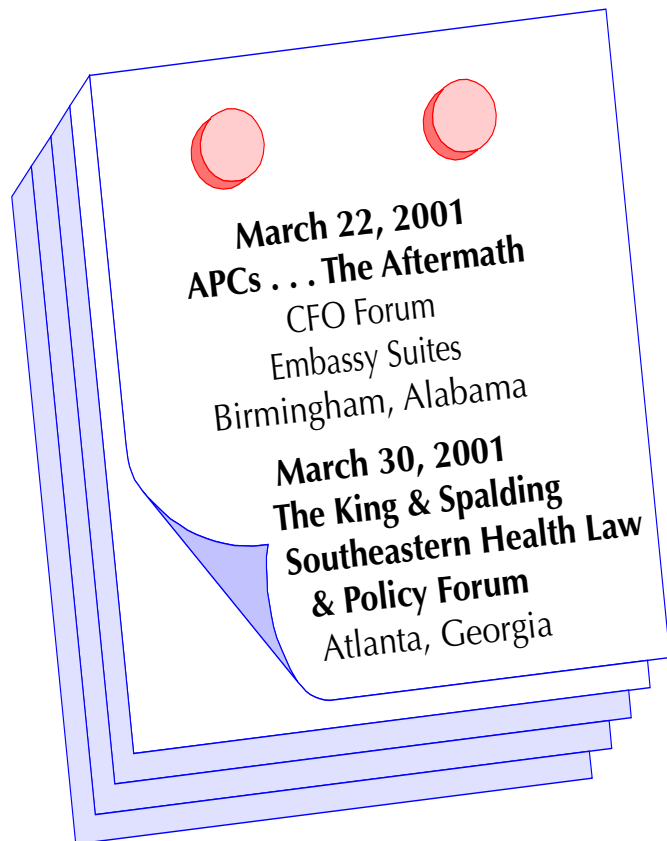 March 22, 2001
APCs . . . The Aftermath
CFO Forum
Embassy Suites
Birmingham, Alabama
March 30, 2001
The King & Spalding
Southeastern Health Law
& Policy Forum
Atlanta, Georgia